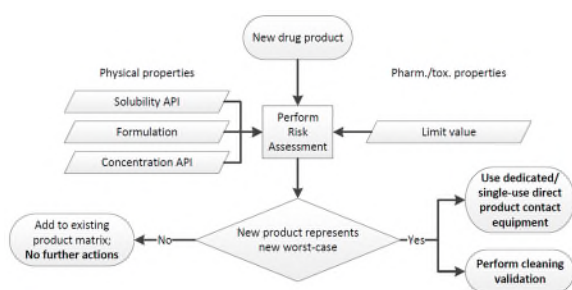 New drug product
Physical properties
Pharm./tox. properties
Solubility API
Formulation
Concentration API
Perform
Risk
Assessment
Limit value
Use dedicated/
single-use direct
product contact
equipment
New product represents
new worst-case
Add to existing
product matrix;
No further actions
No
Yes
Perform cleaning
validation